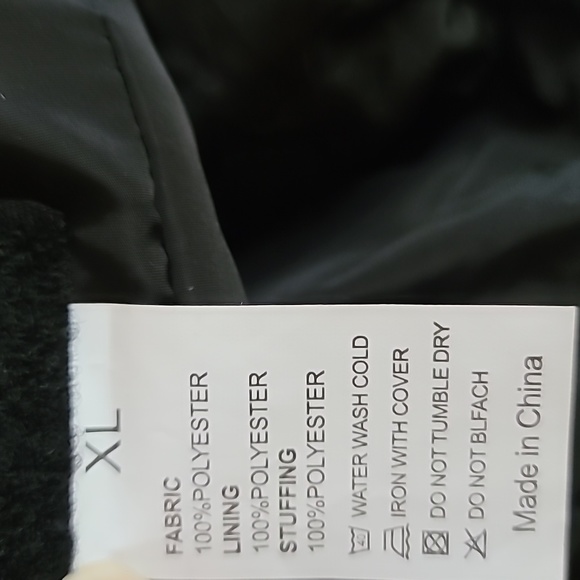 XL
FABRIC
100%POLYESTER
LINING
100%POLYESTER
STUFFING
100%POLYESTER
WATER WASH COLD
IRON WITH COVER
DO NOT TUMBLE DRY
DO NOT BLFACH
Made in China